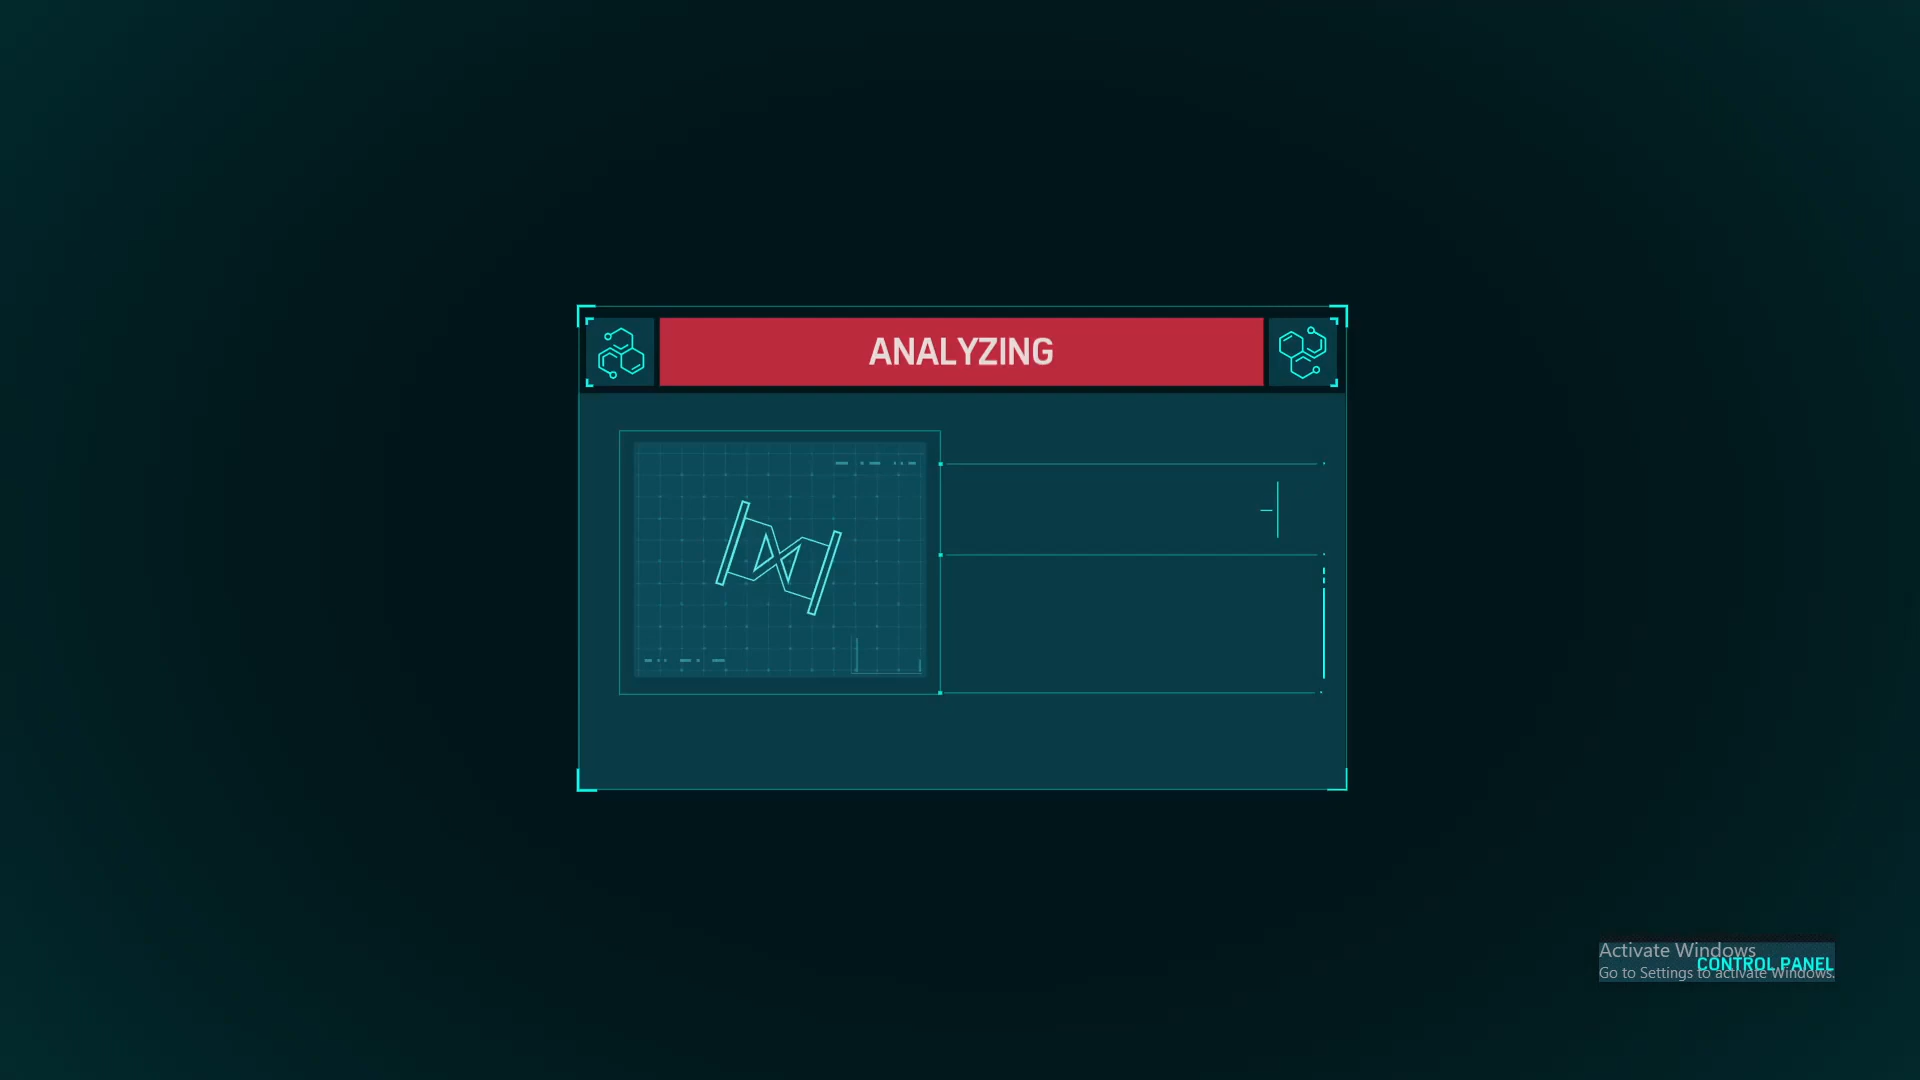 ANALYZING
Activate Windows
CONTROL PANEL
Go to Settings to activate Windows.